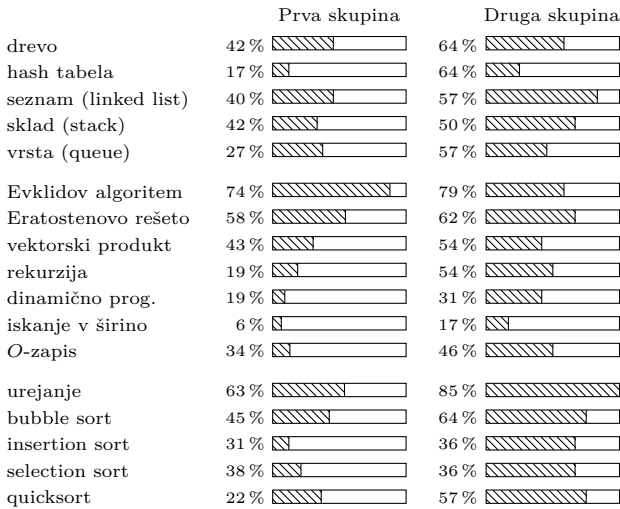 Prva skupina Druga skupina
drevo 42 % 64 %
hash tabela 17 % 64 %
seznam (linked list) 40 % 57 %
sklad (stack) 42 % 50 %
vrsta (queue) 27 % 57 %
Evklidov algoritem 74 % 79 %
Eratostenovo rešeto 58 % 62 %
vektorski produkt 43 % 54 %
rekurzija 19 % 54 %
dinamično prog. 19 % 31 %
iskanje v širino 6 % 17 %
O-zapis 34 % 46 %
urejanje 63 % 85 %
bubble sort 45 % 64 %
insertion sort 31 % 36 %
selection sort 38 % 36 %
quicksort 22 % 57 %